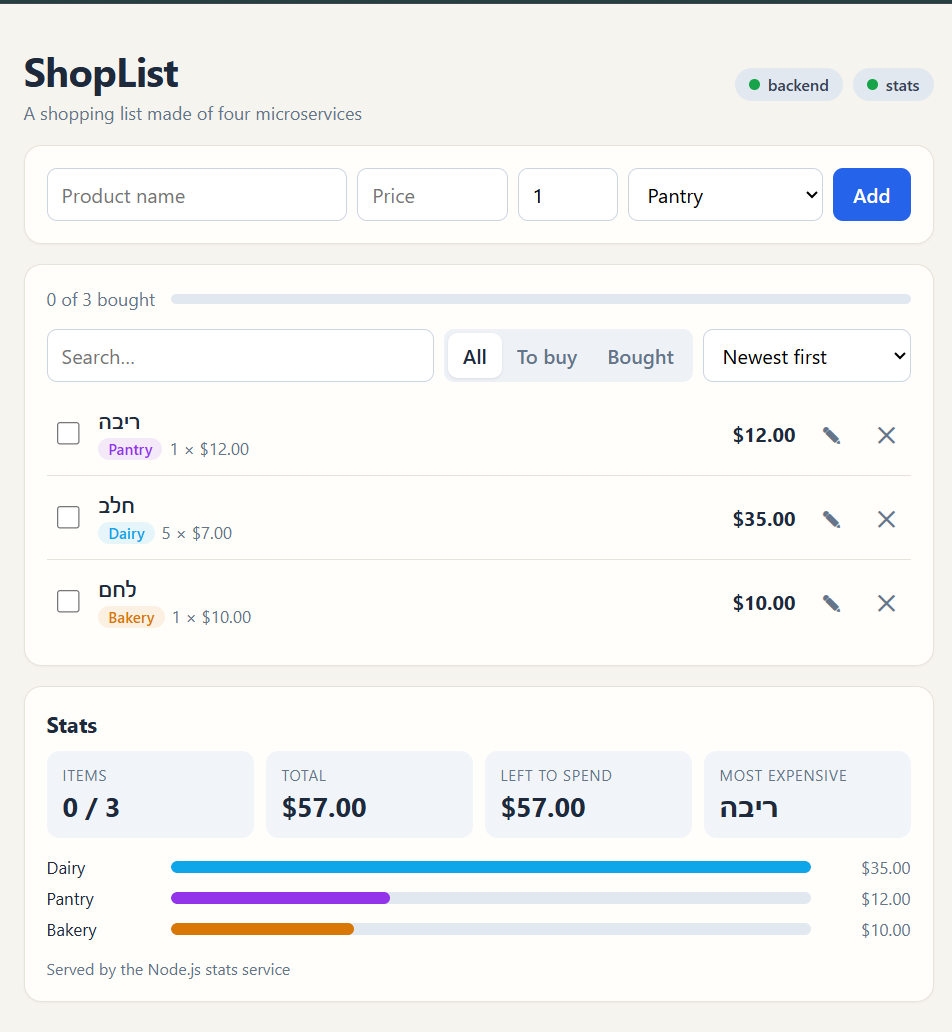 ShopList
A shopping list made of four microservices
backend
stats
Product name
Price
1
Pantry
Add
0 of 3 bought
Search...
All
To buy
Bought
Newest first
ריבה
Pantry 1 × $12.00
$12.00
חלב
Dairy 5 × $7.00
$35.00
לחם
Bakery 1 × $10.00
$10.00
Stats
ITEMS
0 / 3
TOTAL
$57.00
LEFT TO SPEND
$57.00
MOST EXPENSIVE
ריבה
Dairy $35.00
Pantry $12.00
Bakery $10.00
Served by the Node.js stats service